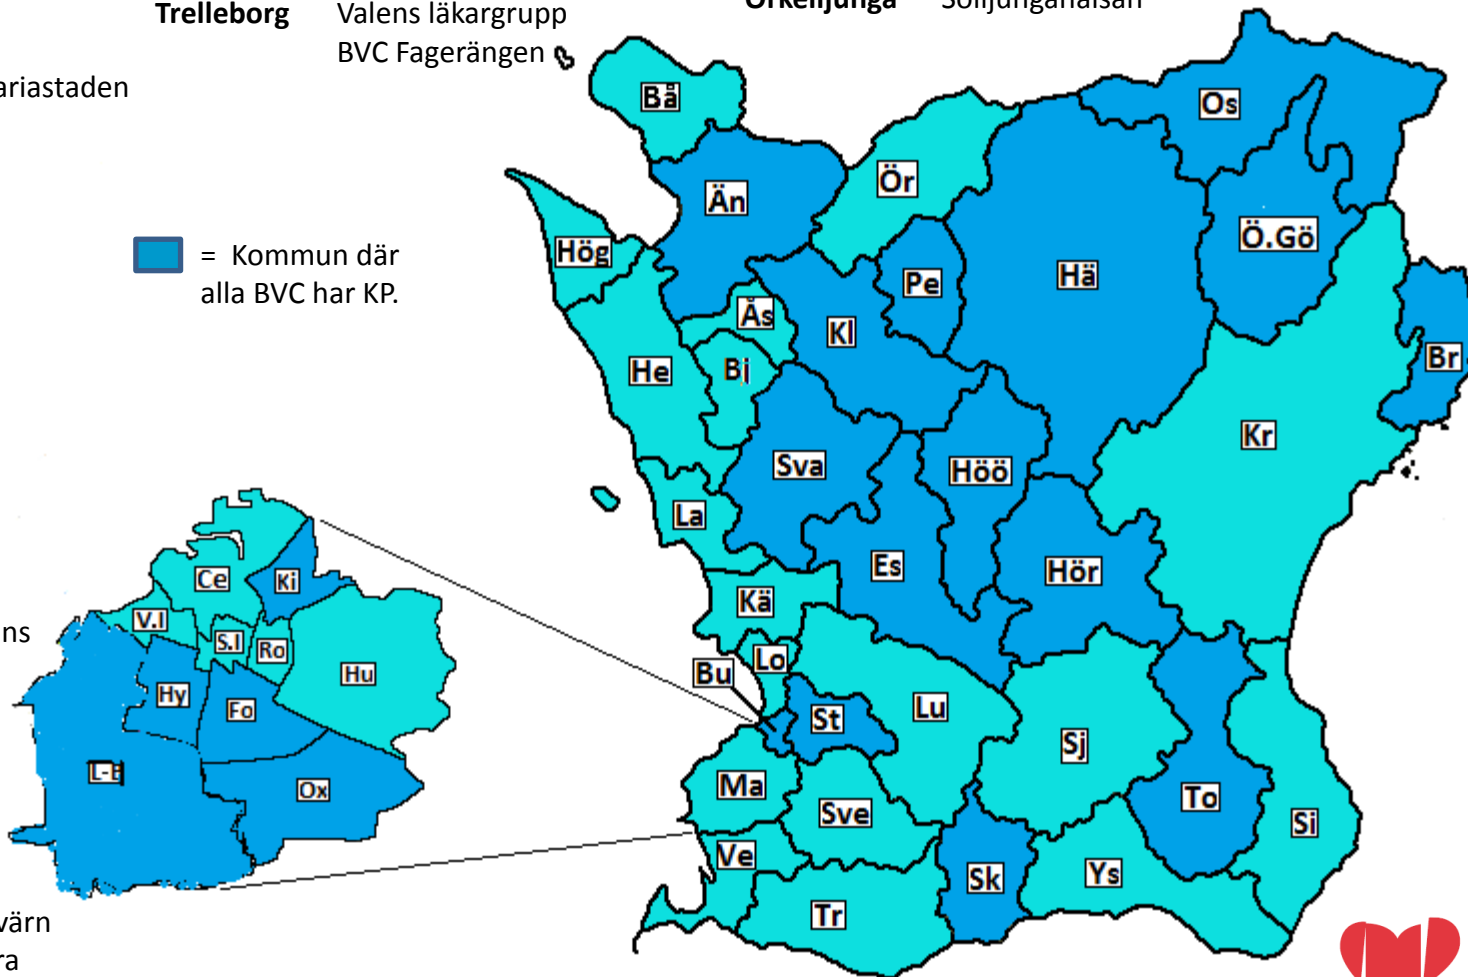 Trelleborg Valens läkargrupp
BVC Fagerängen
Örkelljunga
ariastaden
= Kommun där
alla BVC har KP.
ns
värn
ra
Bå
Än
Ör
Os
Hög
Ö.Gö
Hä
Pe
Ås
Kl
He
Bj
Br
Kr
Sva
Höö
La
Es
Hör
Kä
Lo
Bu
St
Lu
Sj
Ma
Sve
To
Si
Ve
Sk
Ys
Tr
Ce
Ki
V.I
S.I
Ro
Hu
Hy
Fo
Ox